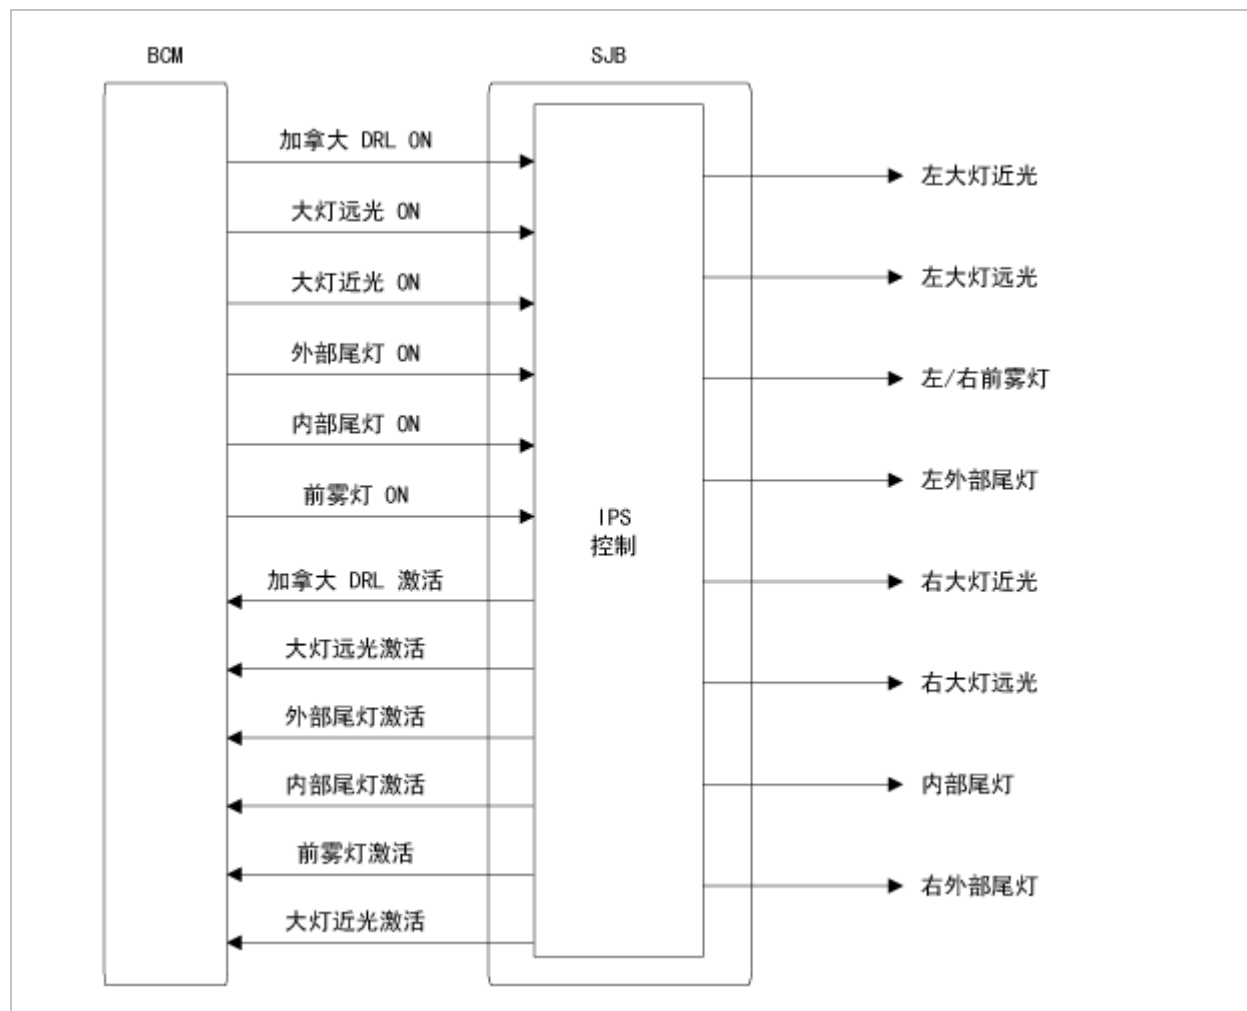 BCM
SJB
加拿大 DRL ON
大灯远光 ON
大灯近光 ON
外部尾灯 ON
内部尾灯 ON
前雾灯 ON
加拿大 DRL 激活
大灯远光激活
外部尾灯激活
内部尾灯激活
前雾灯激活
大灯近光激活
IPS
控制
左大灯近光
左大灯远光
左/右前雾灯
左外部尾灯
右大灯近光
右大灯远光
内部尾灯
右外部尾灯